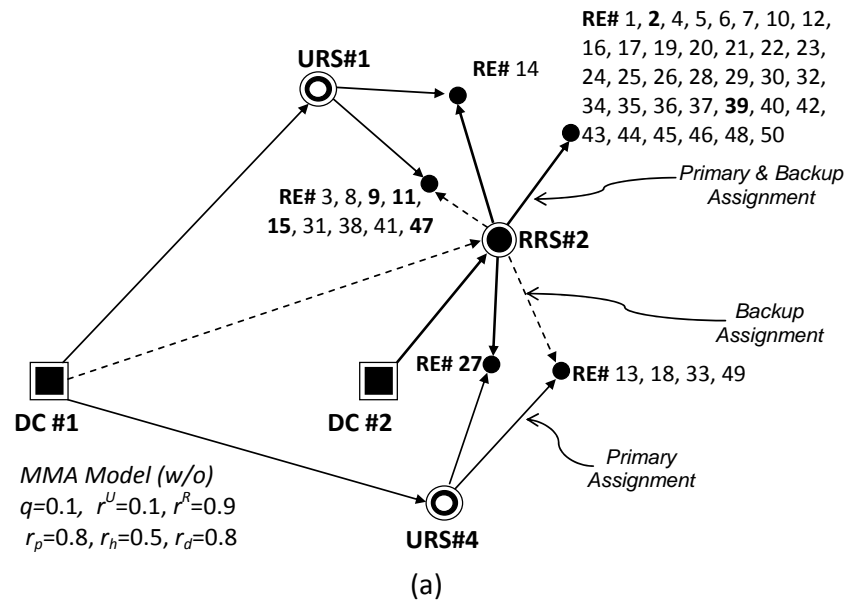 RE# 1, 2, 4, 5, 6, 7, 10, 12,
16, 17, 19, 20, 21, 22, 23,
24, 25, 26, 28, 29, 30, 32,
34, 35, 36, 37, 39, 40, 42,
43, 44, 45, 46, 48, 50
URS#1
RE# 14
Primary & Backup
Assignment
RE# 3, 8, 9, 11,
15, 31, 38, 41, 47
RRS#2
Backup
Assignment
RE# 27
RE# 13, 18, 33, 49
DC #1
DC #2
Primary
Assignment
MMA Model (w/o)
q=0.1, r^U=0.1, r^R=0.9
r_p=0.8, r_h=0.5, r_d=0.8
URS#4
(a)